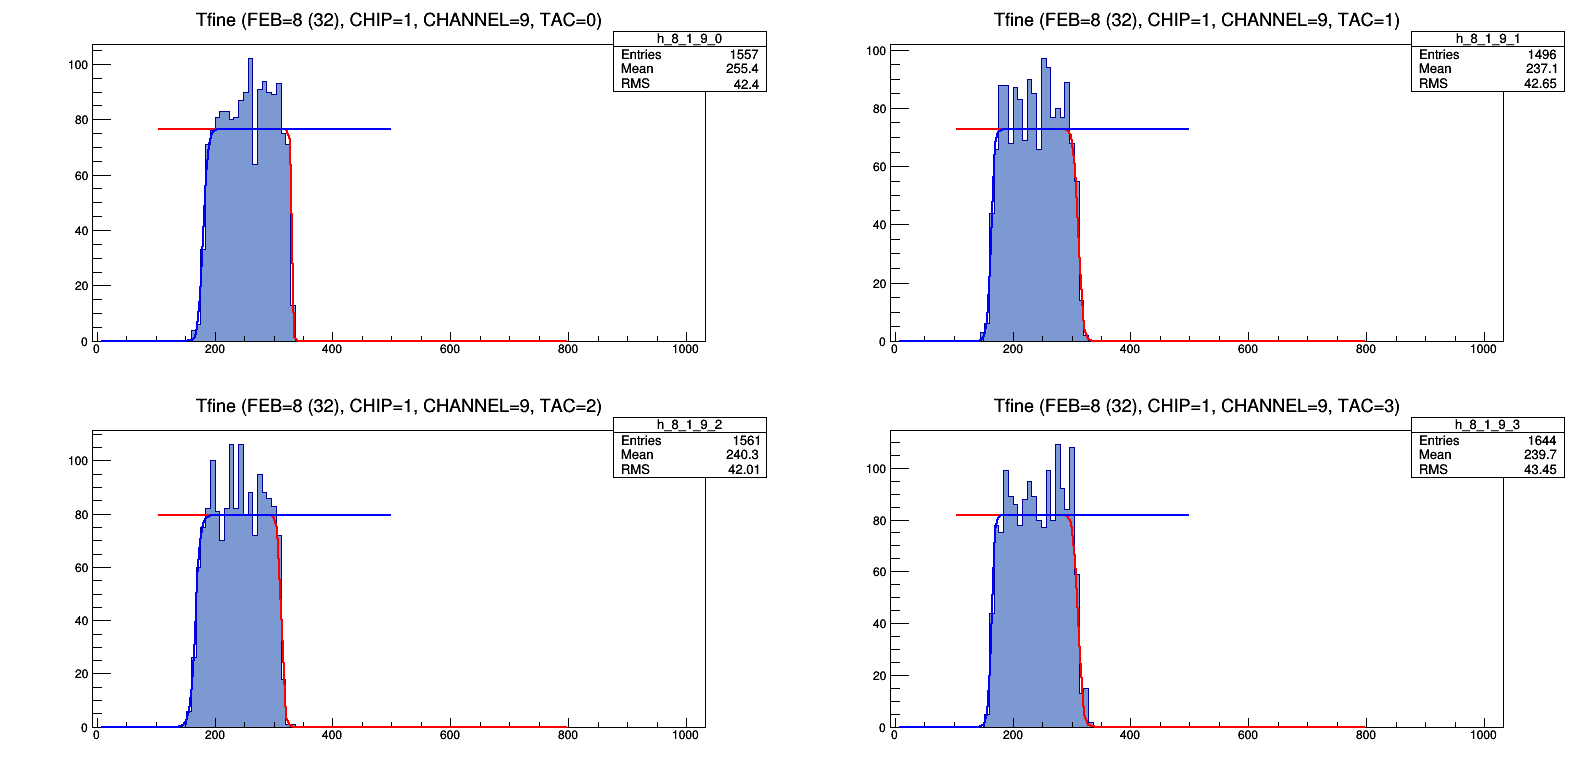 Tfine (FEB=8 (32), CHIP=1, CHANNEL=9, TAC=0)
h_8_1_9_0
Entries 1557
Mean 255.4
RMS 42.4
100
80
60
40
20
0
0 200 400 600 800 1000
Tfine (FEB=8 (32), CHIP=1, CHANNEL=9, TAC=1)
h_8_1_9_1
Entries 1496
Mean 237.1
RMS 42.65
100
80
60
40
20
0
0 200 400 600 800 1000
Tfine (FEB=8 (32), CHIP=1, CHANNEL=9, TAC=2)
h_8_1_9_2
Entries 1561
Mean 240.3
RMS 42.01
100
80
60
40
20
0
0 200 400 600 800 1000
Tfine (FEB=8 (32), CHIP=1, CHANNEL=9, TAC=3)
h_8_1_9_3
Entries 1644
Mean 239.7
RMS 43.45
100
80
60
40
20
0
0 200 400 600 800 1000